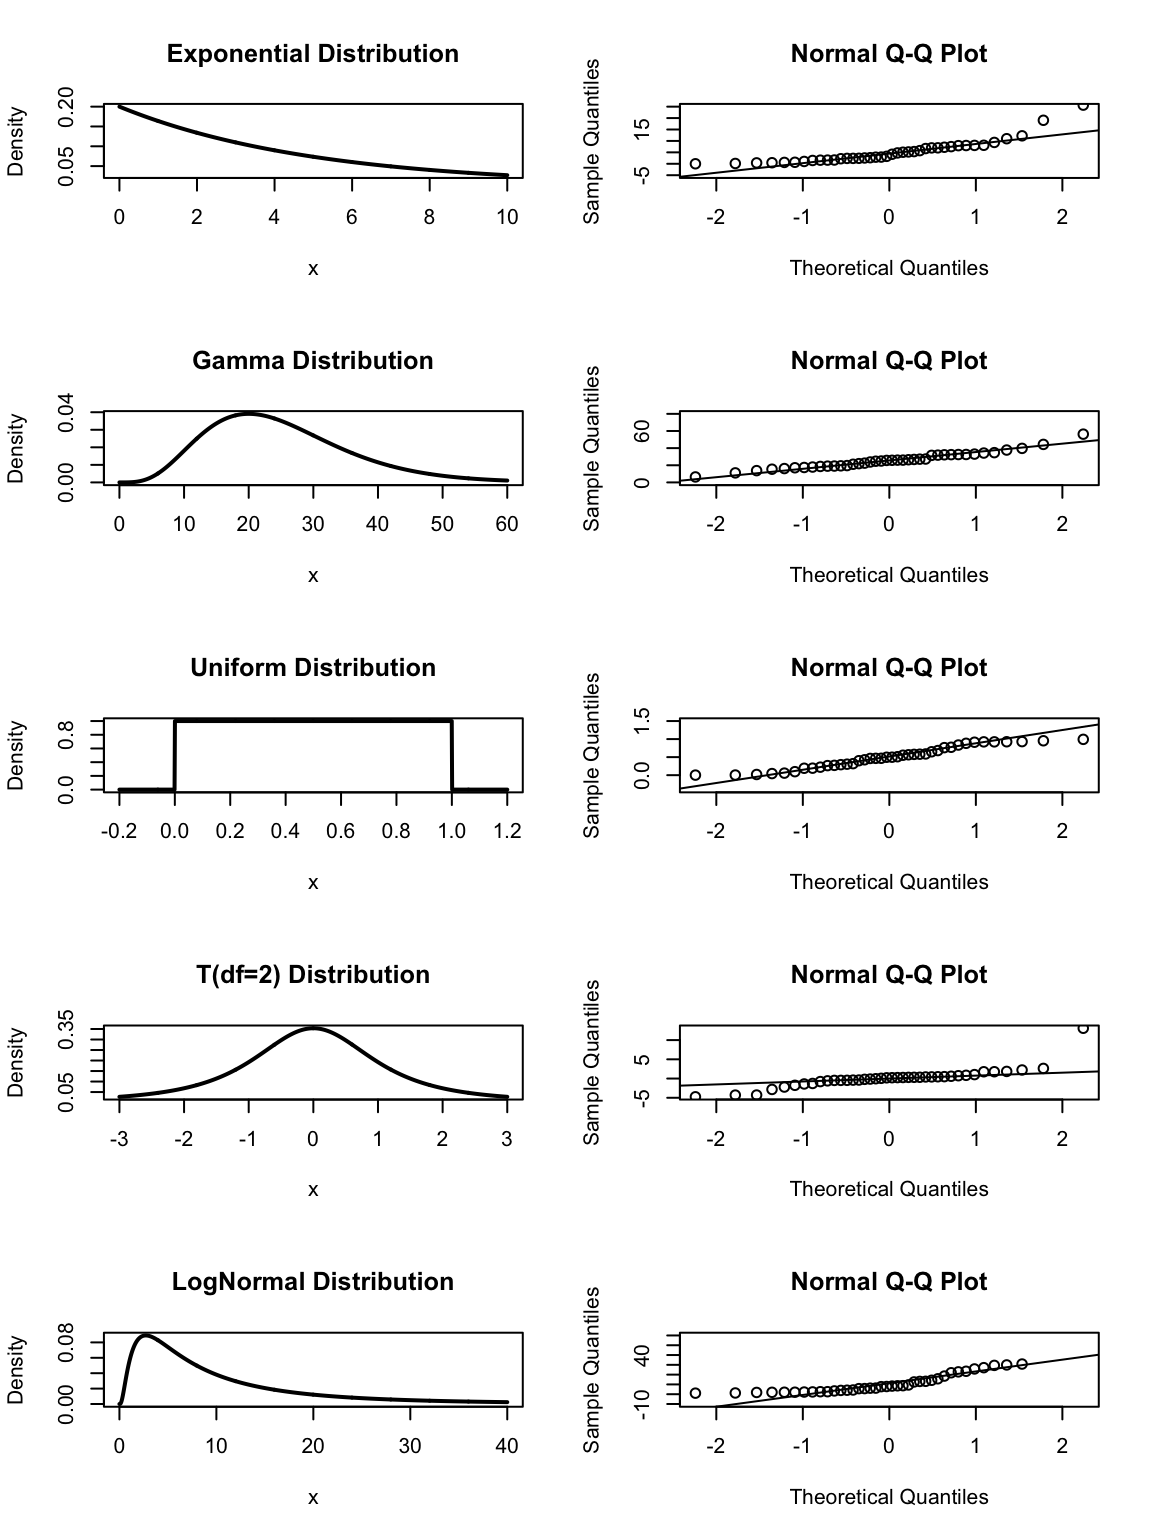 Exponential Distribution
Density
0.05 0.20
0 2 4 6 8 10
x
Normal Q-Q Plot
Sample Quantiles
-5 15
-2 -1 0 1 2
Theoretical Quantiles
Gamma Distribution
Density
0.00 0.04
0 10 20 30 40 50 60
x
Normal Q-Q Plot
Sample Quantiles
0 60
-2 -1 0 1 2
Theoretical Quantiles
Uniform Distribution
Density
0.0 0.8
-0.2 0.0 0.2 0.4 0.6 0.8 1.0 1.2
x
Normal Q-Q Plot
Sample Quantiles
0.0 1.5
-2 -1 0 1 2
Theoretical Quantiles
T(df=2) Distribution
Density
0.05 0.35
-3 -2 -1 0 1 2 3
x
Normal Q-Q Plot
Sample Quantiles
-5 5
-2 -1 0 1 2
Theoretical Quantiles
LogNormal Distribution
Density
0.00 0.08
0 10 20 30 40
x
Normal Q-Q Plot
Sample Quantiles
-10 40
-2 -1 0 1 2
Theoretical Quantiles